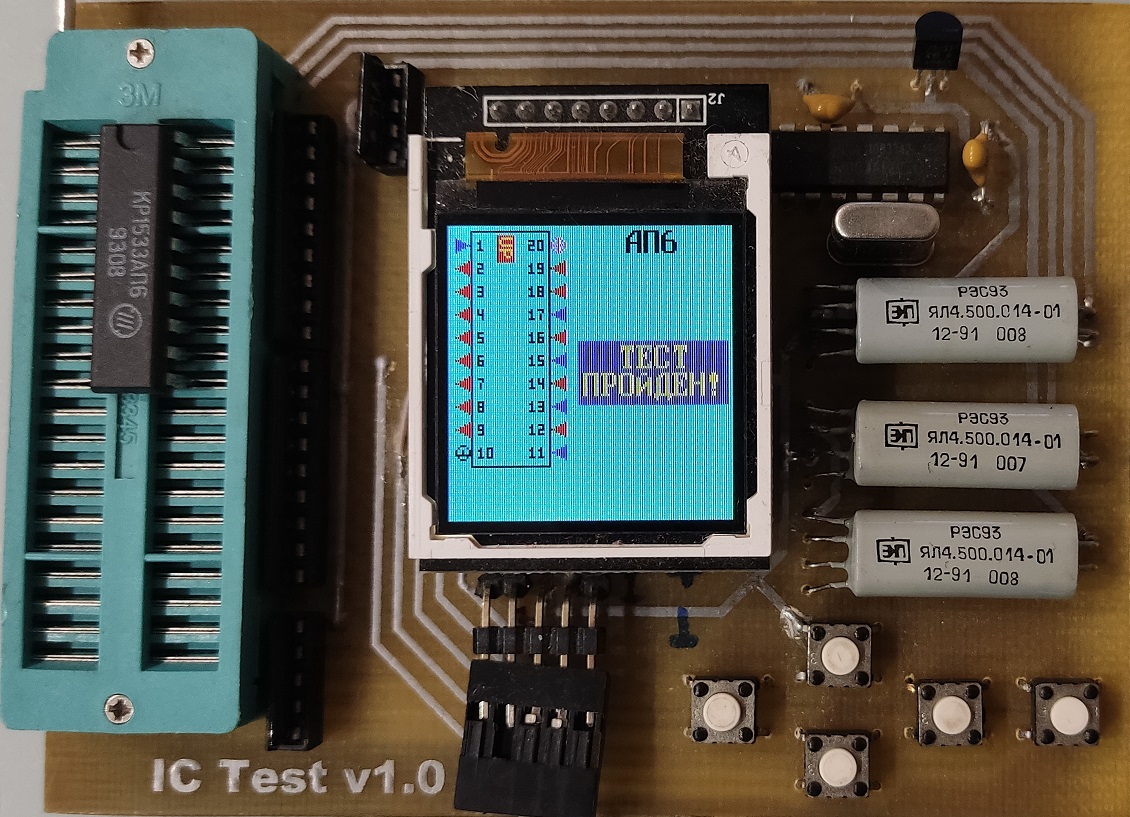 3M
КР1533АП6
9308
3345
J2
A
АП6
1 20
2 19
3 18
4 17
5 16
6 15
7 14
8 13
9 12
10 11
ТЕСТ
ПРОЙДЕН!
РЭС93
ЯЛ4.500.014-01
12-91 008
РЭС93
ЯЛ4.500.014-01
12-91 007
РЭС93
ЯЛ4.500.014-01
12-91 008
IC Test v1.0